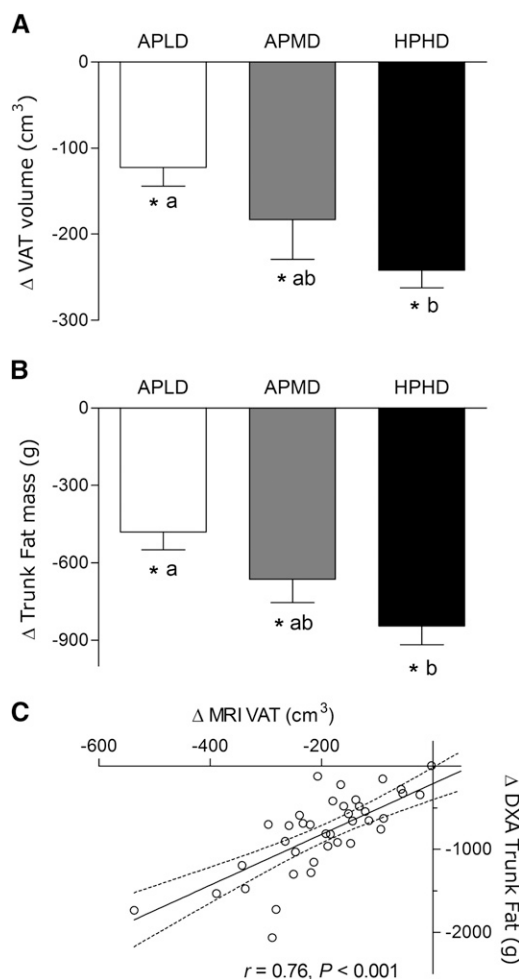 A
APLD APMD HPHD
0
-100
-200
-300
Δ VAT volume (cm³)
* a
* ab
* b
B
APLD APMD HPHD
0
-300
-600
-900
Δ Trunk Fat mass (g)
* a
* ab
* b
C
Δ MRI VAT (cm³)
-600 -400 -200
-1000
-2000
Δ DXA Trunk Fat (g)
r = 0.76, P < 0.001